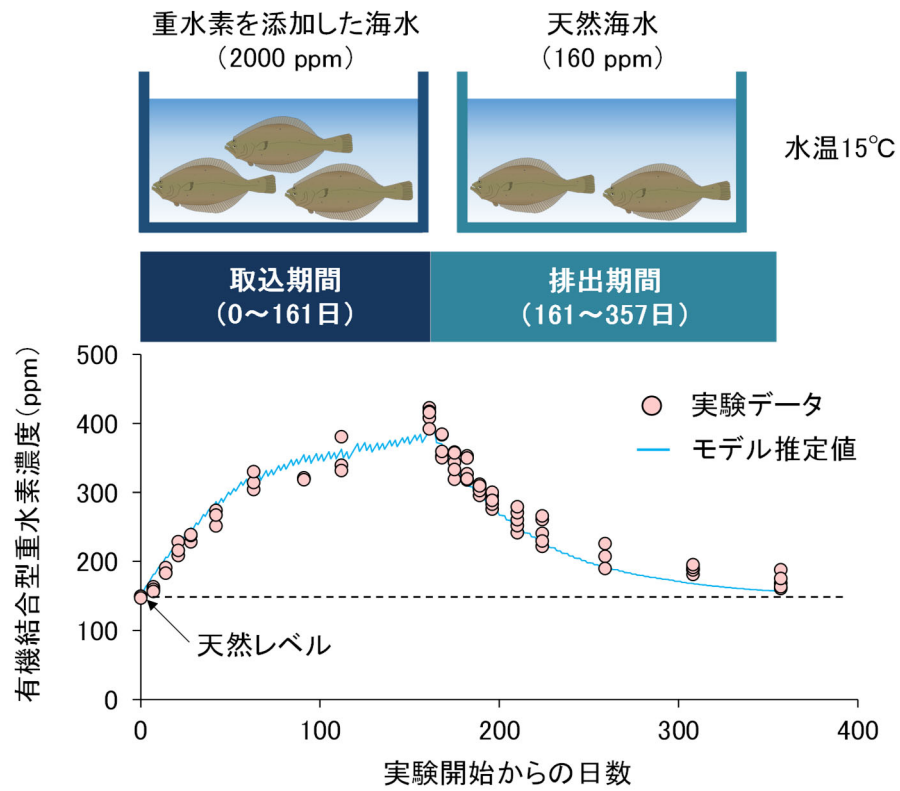 重水素を添加した海水
（2000 ppm）
天然海水
（160 ppm）
水温15℃
取込期間
（0～161日）
排出期間
（161～357日）
有機結合型重水素濃度(ppm)
500
400
300
200
100
0
実験データ
モデル推定値
天然レベル
0
100
200
300
400
実験開始からの日数